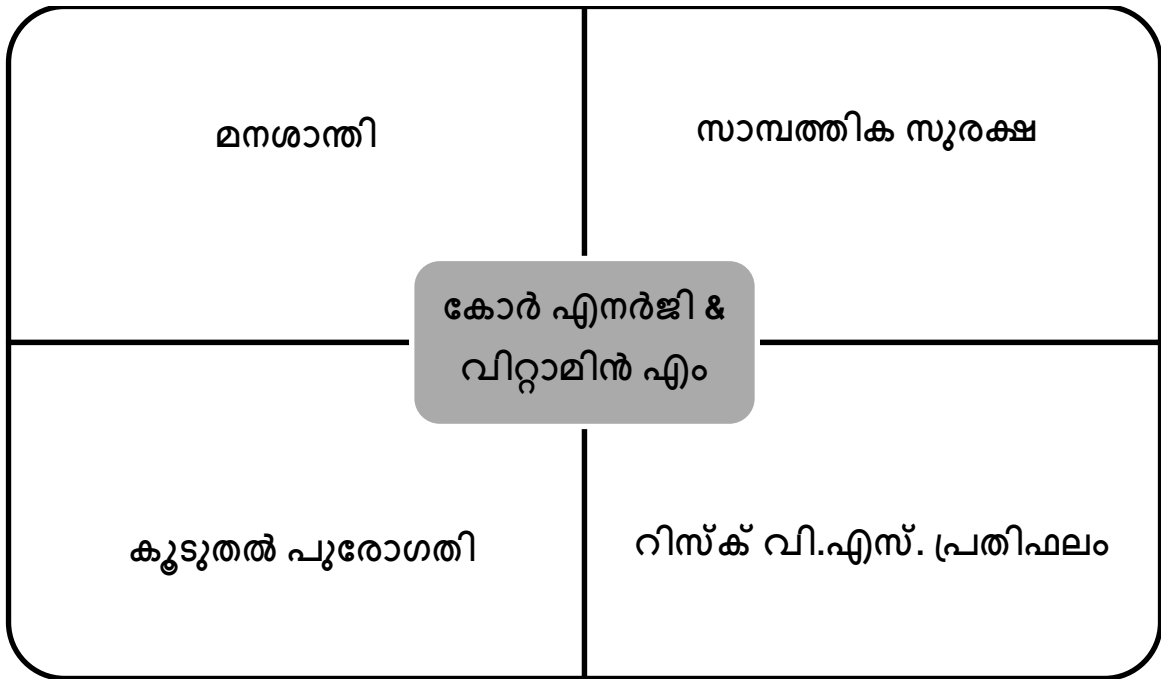 മനശാന്തി
സാമ്പത്തിക സുരക്ഷ
കോർ എനർജി &
വിറ്റാമിൻ എം
കൂടുതൽ പുരോഗതി
റിസ്ക് വി.എസ്. പ്രതിഫലം